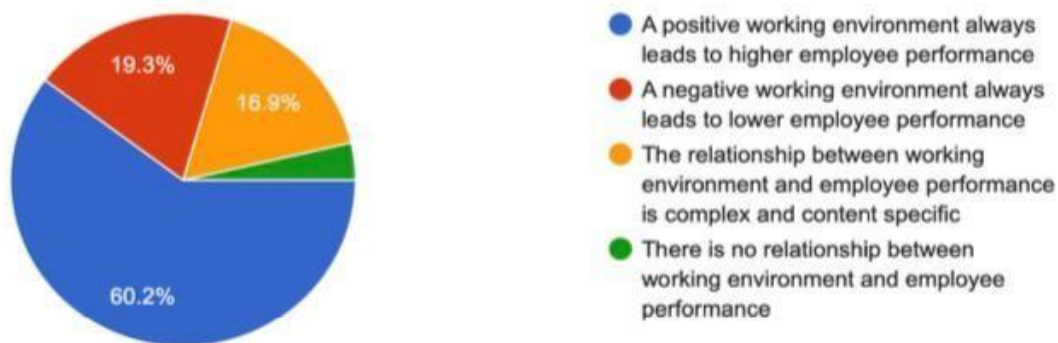 19.3%
16.9%
60.2%
A positive working environment always
leads to higher employee performance
A negative working environment always
leads to lower employee performance
The relationship between working
environment and employee performance
is complex and content specific
There is no relationship between
working environment and employee
performance